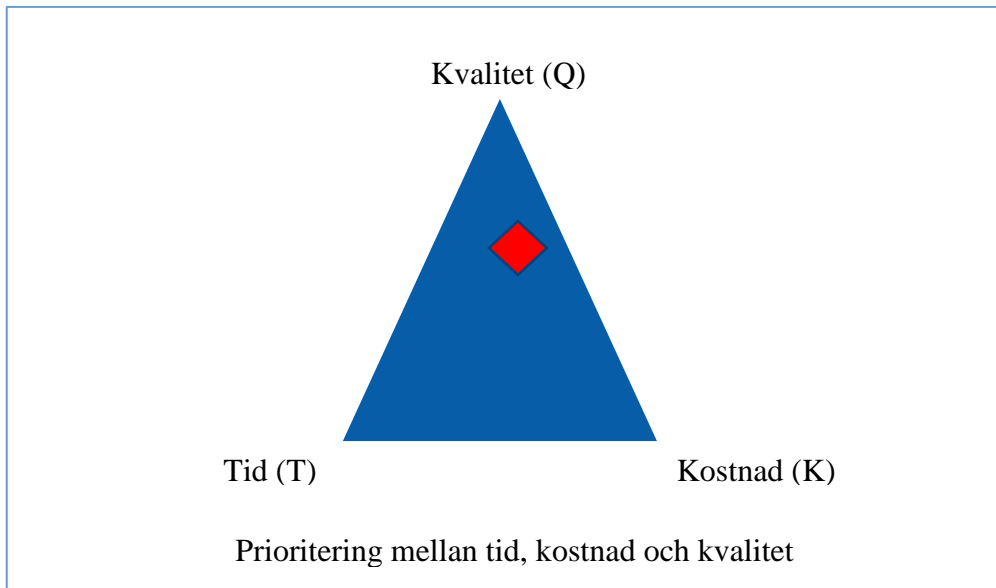 Kvalitet (Q)
Tid (T)
Kostnad (K)
Prioritering mellan tid, kostnad och kvalitet